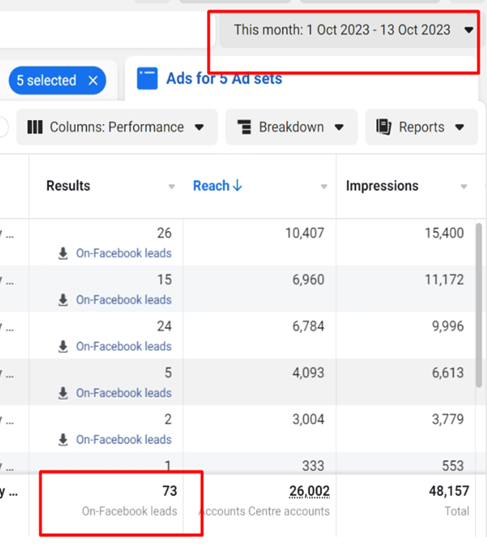 This month: 1 Oct 2023 - 13 Oct 2023
5 selected
Ads for 5 Ad sets
Columns: Performance Breakdown Reports
Results Reach Impressions
y ... 26 10,407 15,400
On-Facebook leads
y ... 15 6,960 11,172
On-Facebook leads
y ... 24 6,784 9,996
On-Facebook leads
y ... 5 4,093 6,613
On-Facebook leads
y ... 2 3,004 3,779
On-Facebook leads
y ... 1 333 553
y ... 73 26,002 48,157
On-Facebook leads Accounts Centre accounts Total